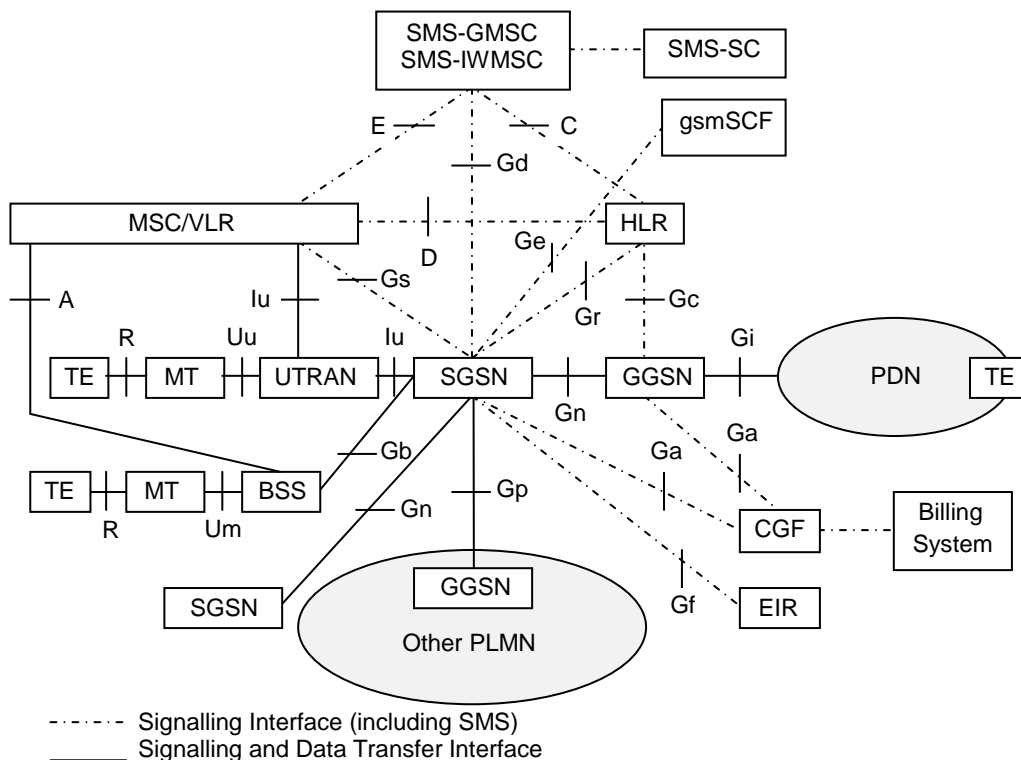 SMS-GMSC
SMS-IWMSC
SMS-SC
gsmSCF
E
C
Gd
MSC/VLR
HLR
D
Ge
Gs
Gr
Gc
A
Iu
R
Uu
Iu
Gi
TE
MT
UTRAN
SGSN
GGSN
PDN
TE
Gn
Ga
Ga
Gb
TE
MT
BSS
R
Um
Gn
Gp
CGF
Billing
System
SGSN
GGSN
Gf
EIR
Other PLMN
Signalling Interface (including SMS)
Signalling and Data Transfer Interface